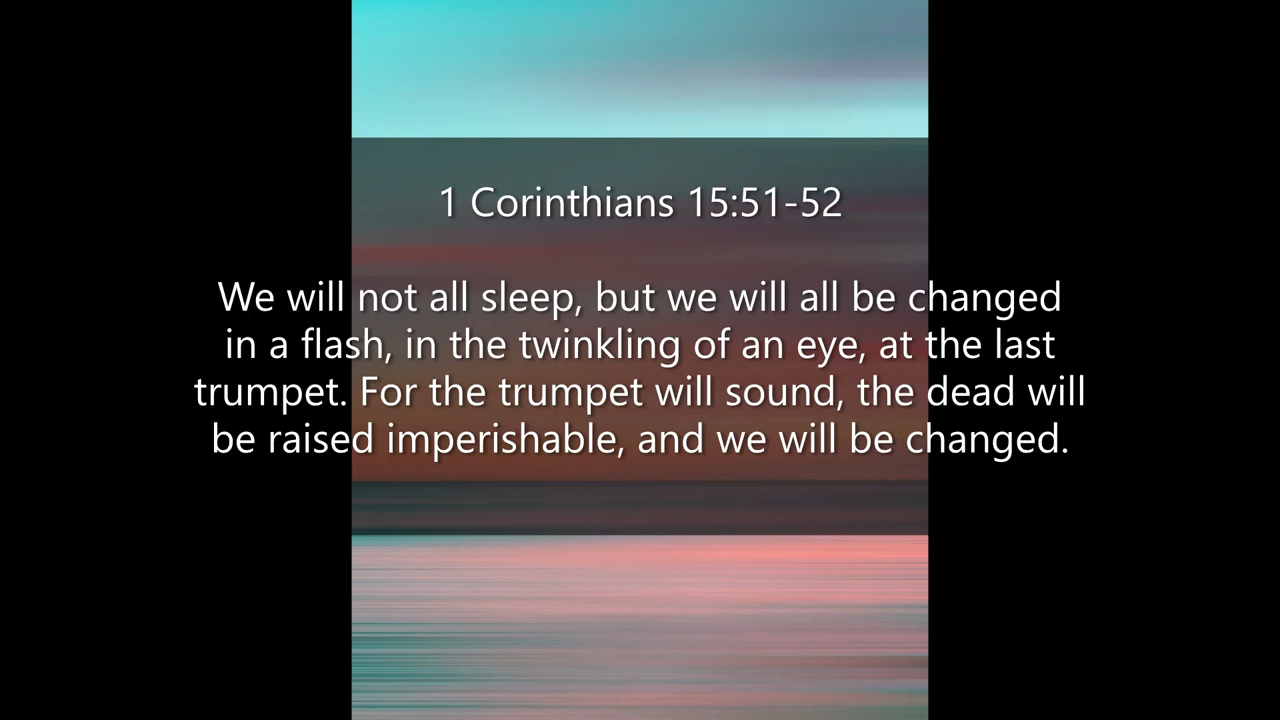 1 Corinthians 15:51-52
We will not all sleep, but we will all be changed
in a flash, in the twinkling of an eye, at the last
trumpet. For the trumpet will sound, the dead will
be raised imperishable, and we will be changed.